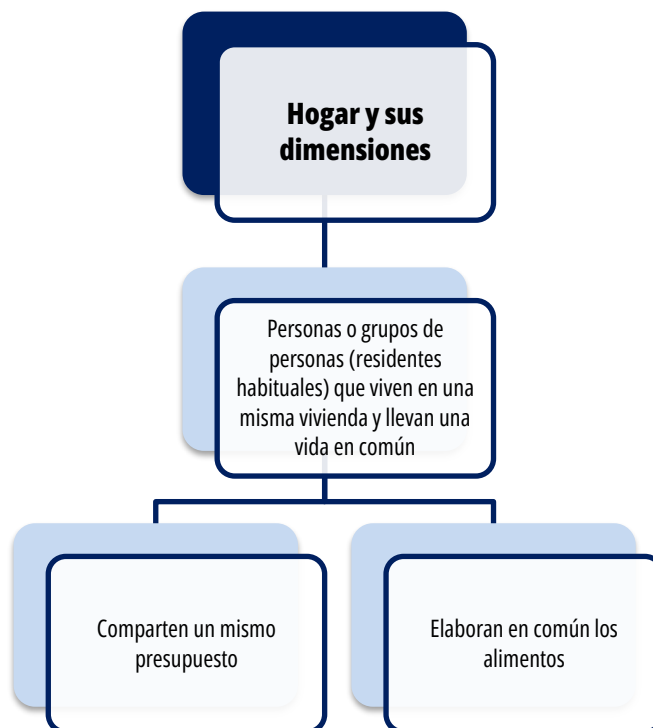 Hogar y sus
dimensiones
Personas o grupos de
personas (residentes
habituales) que viven en una
misma vivienda y llevan una
vida en común
Comparten un mismo
presupuesto
Elaboran en común los
alimentos